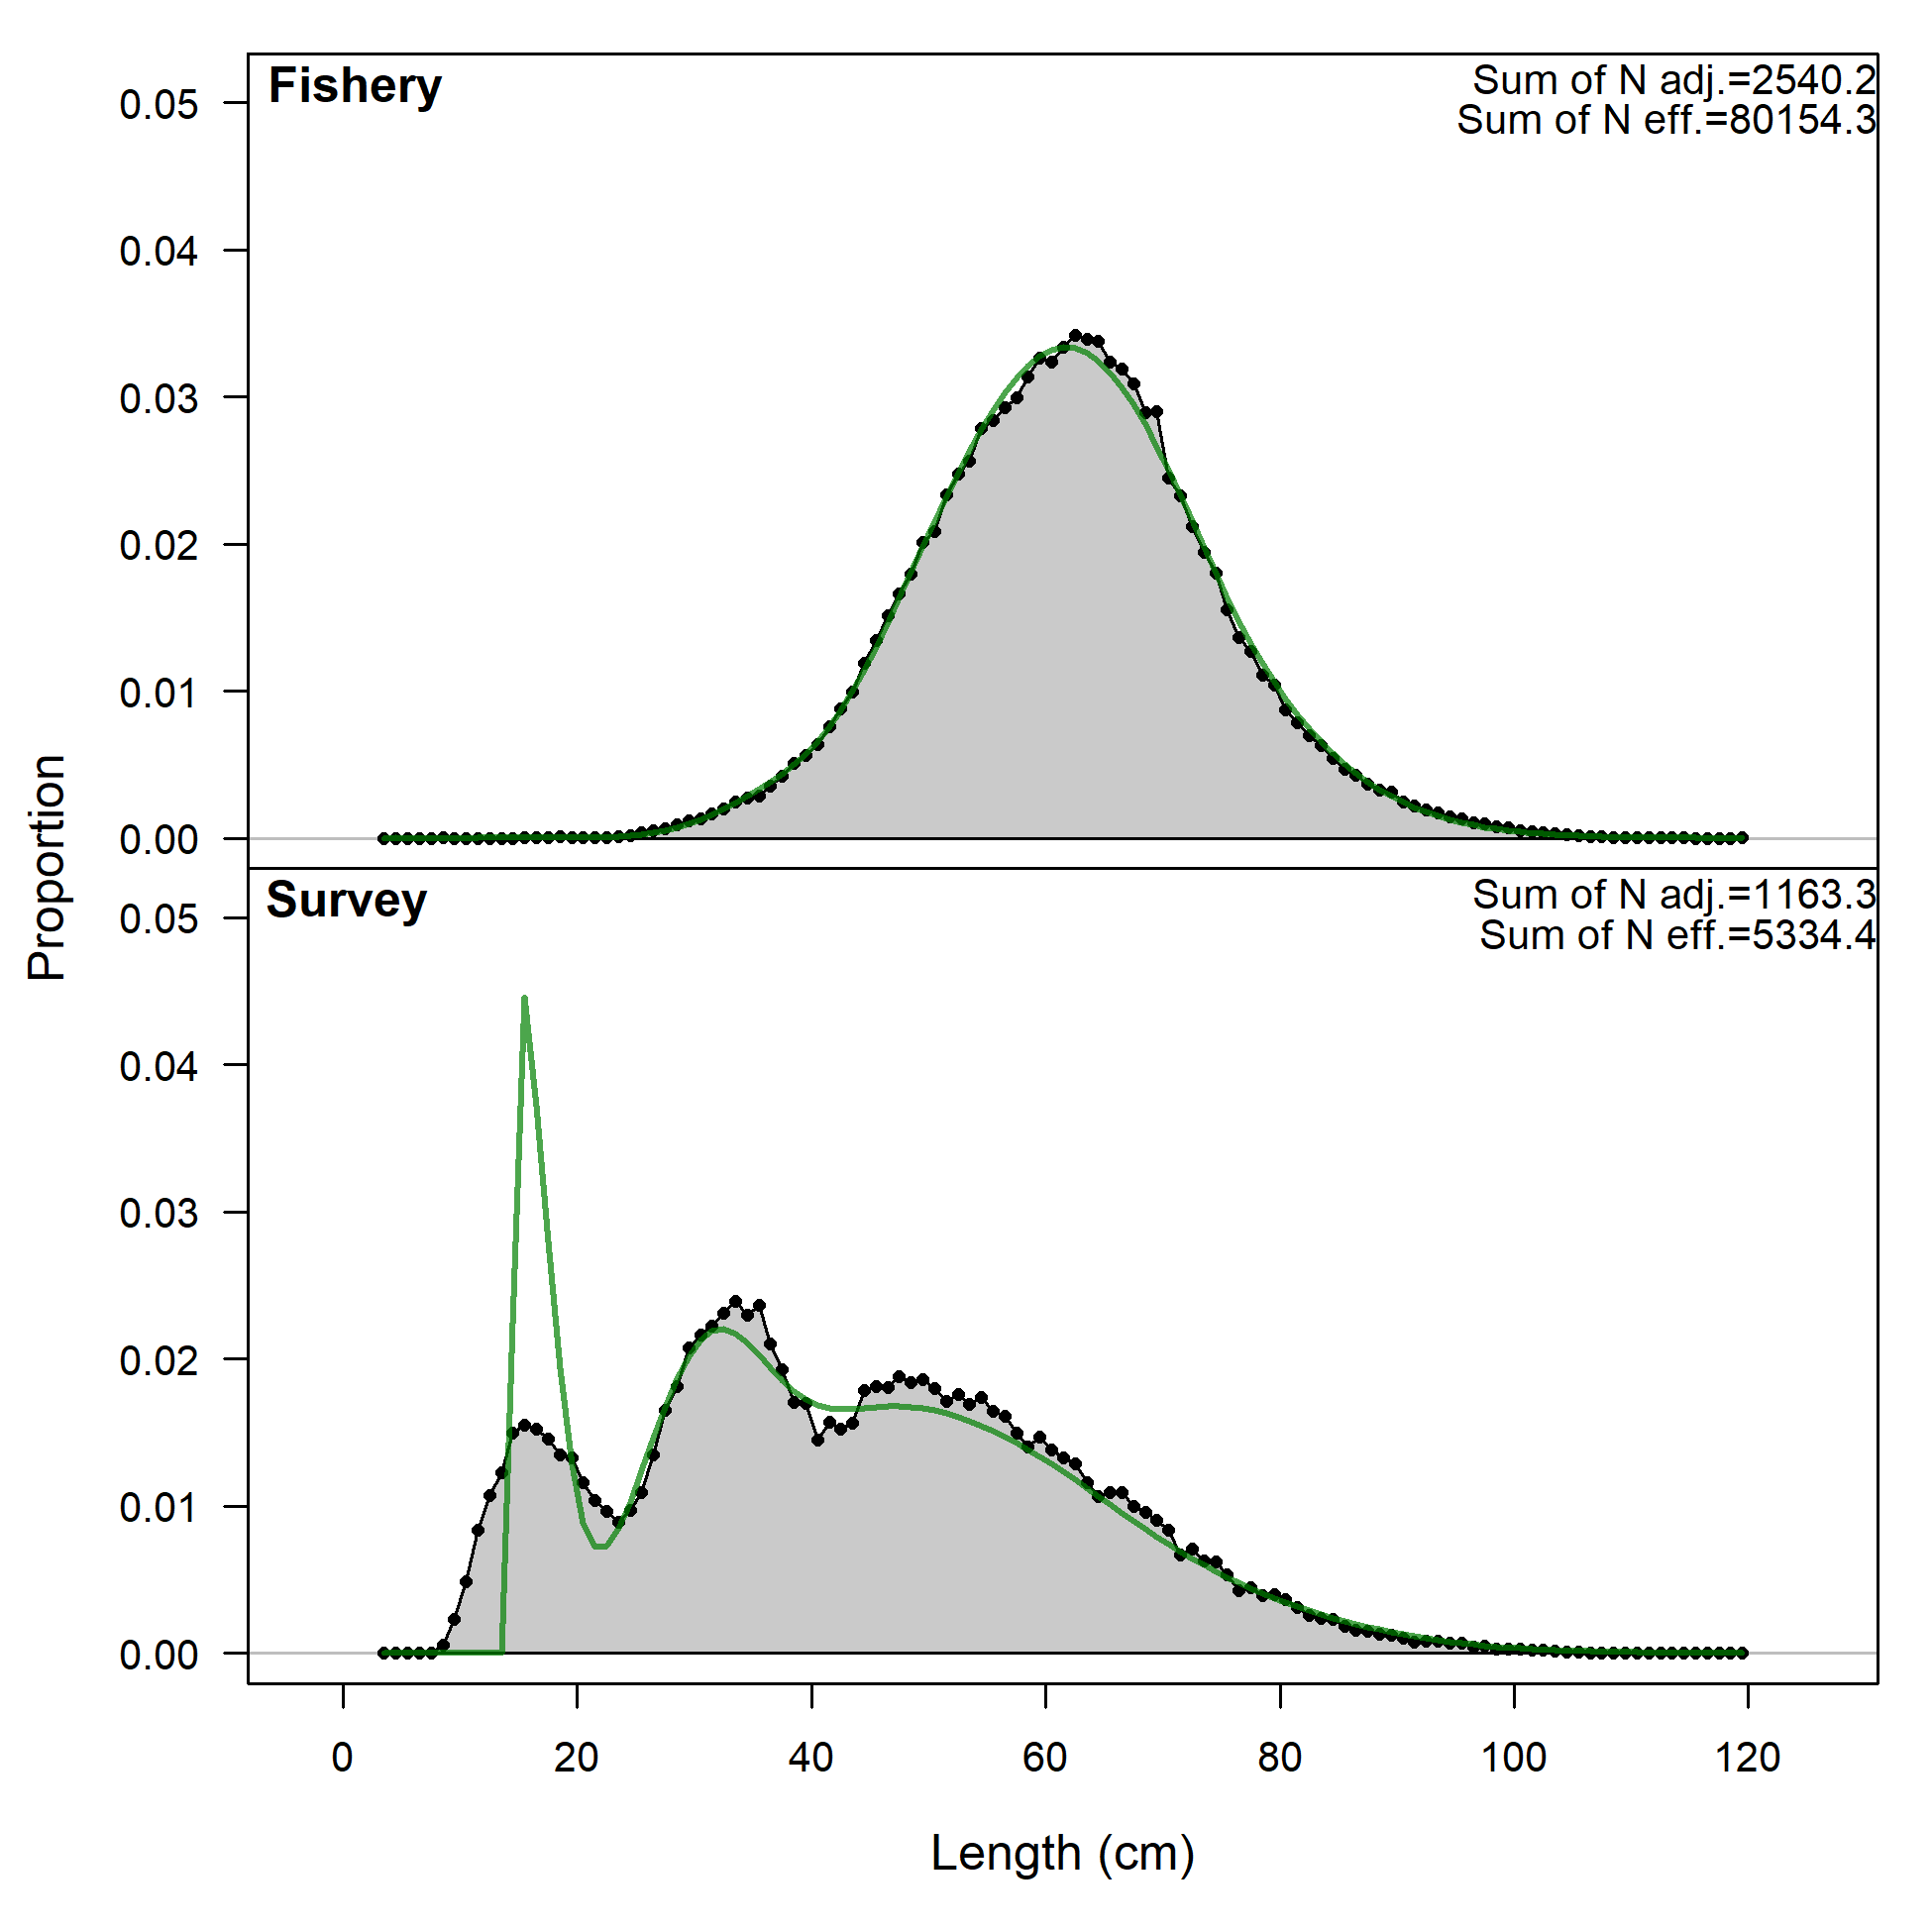 Fishery
Sum of N adj.=2540.2
Sum of N eff.=80154.3
0.05
0.04
0.03
0.02
0.01
0.00
Survey
Sum of N adj.=1163.3
Sum of N eff.=5334.4
0.05
0.04
0.03
0.02
0.01
0.00
Proportion
0 20 40 60 80 100 120
Length (cm)